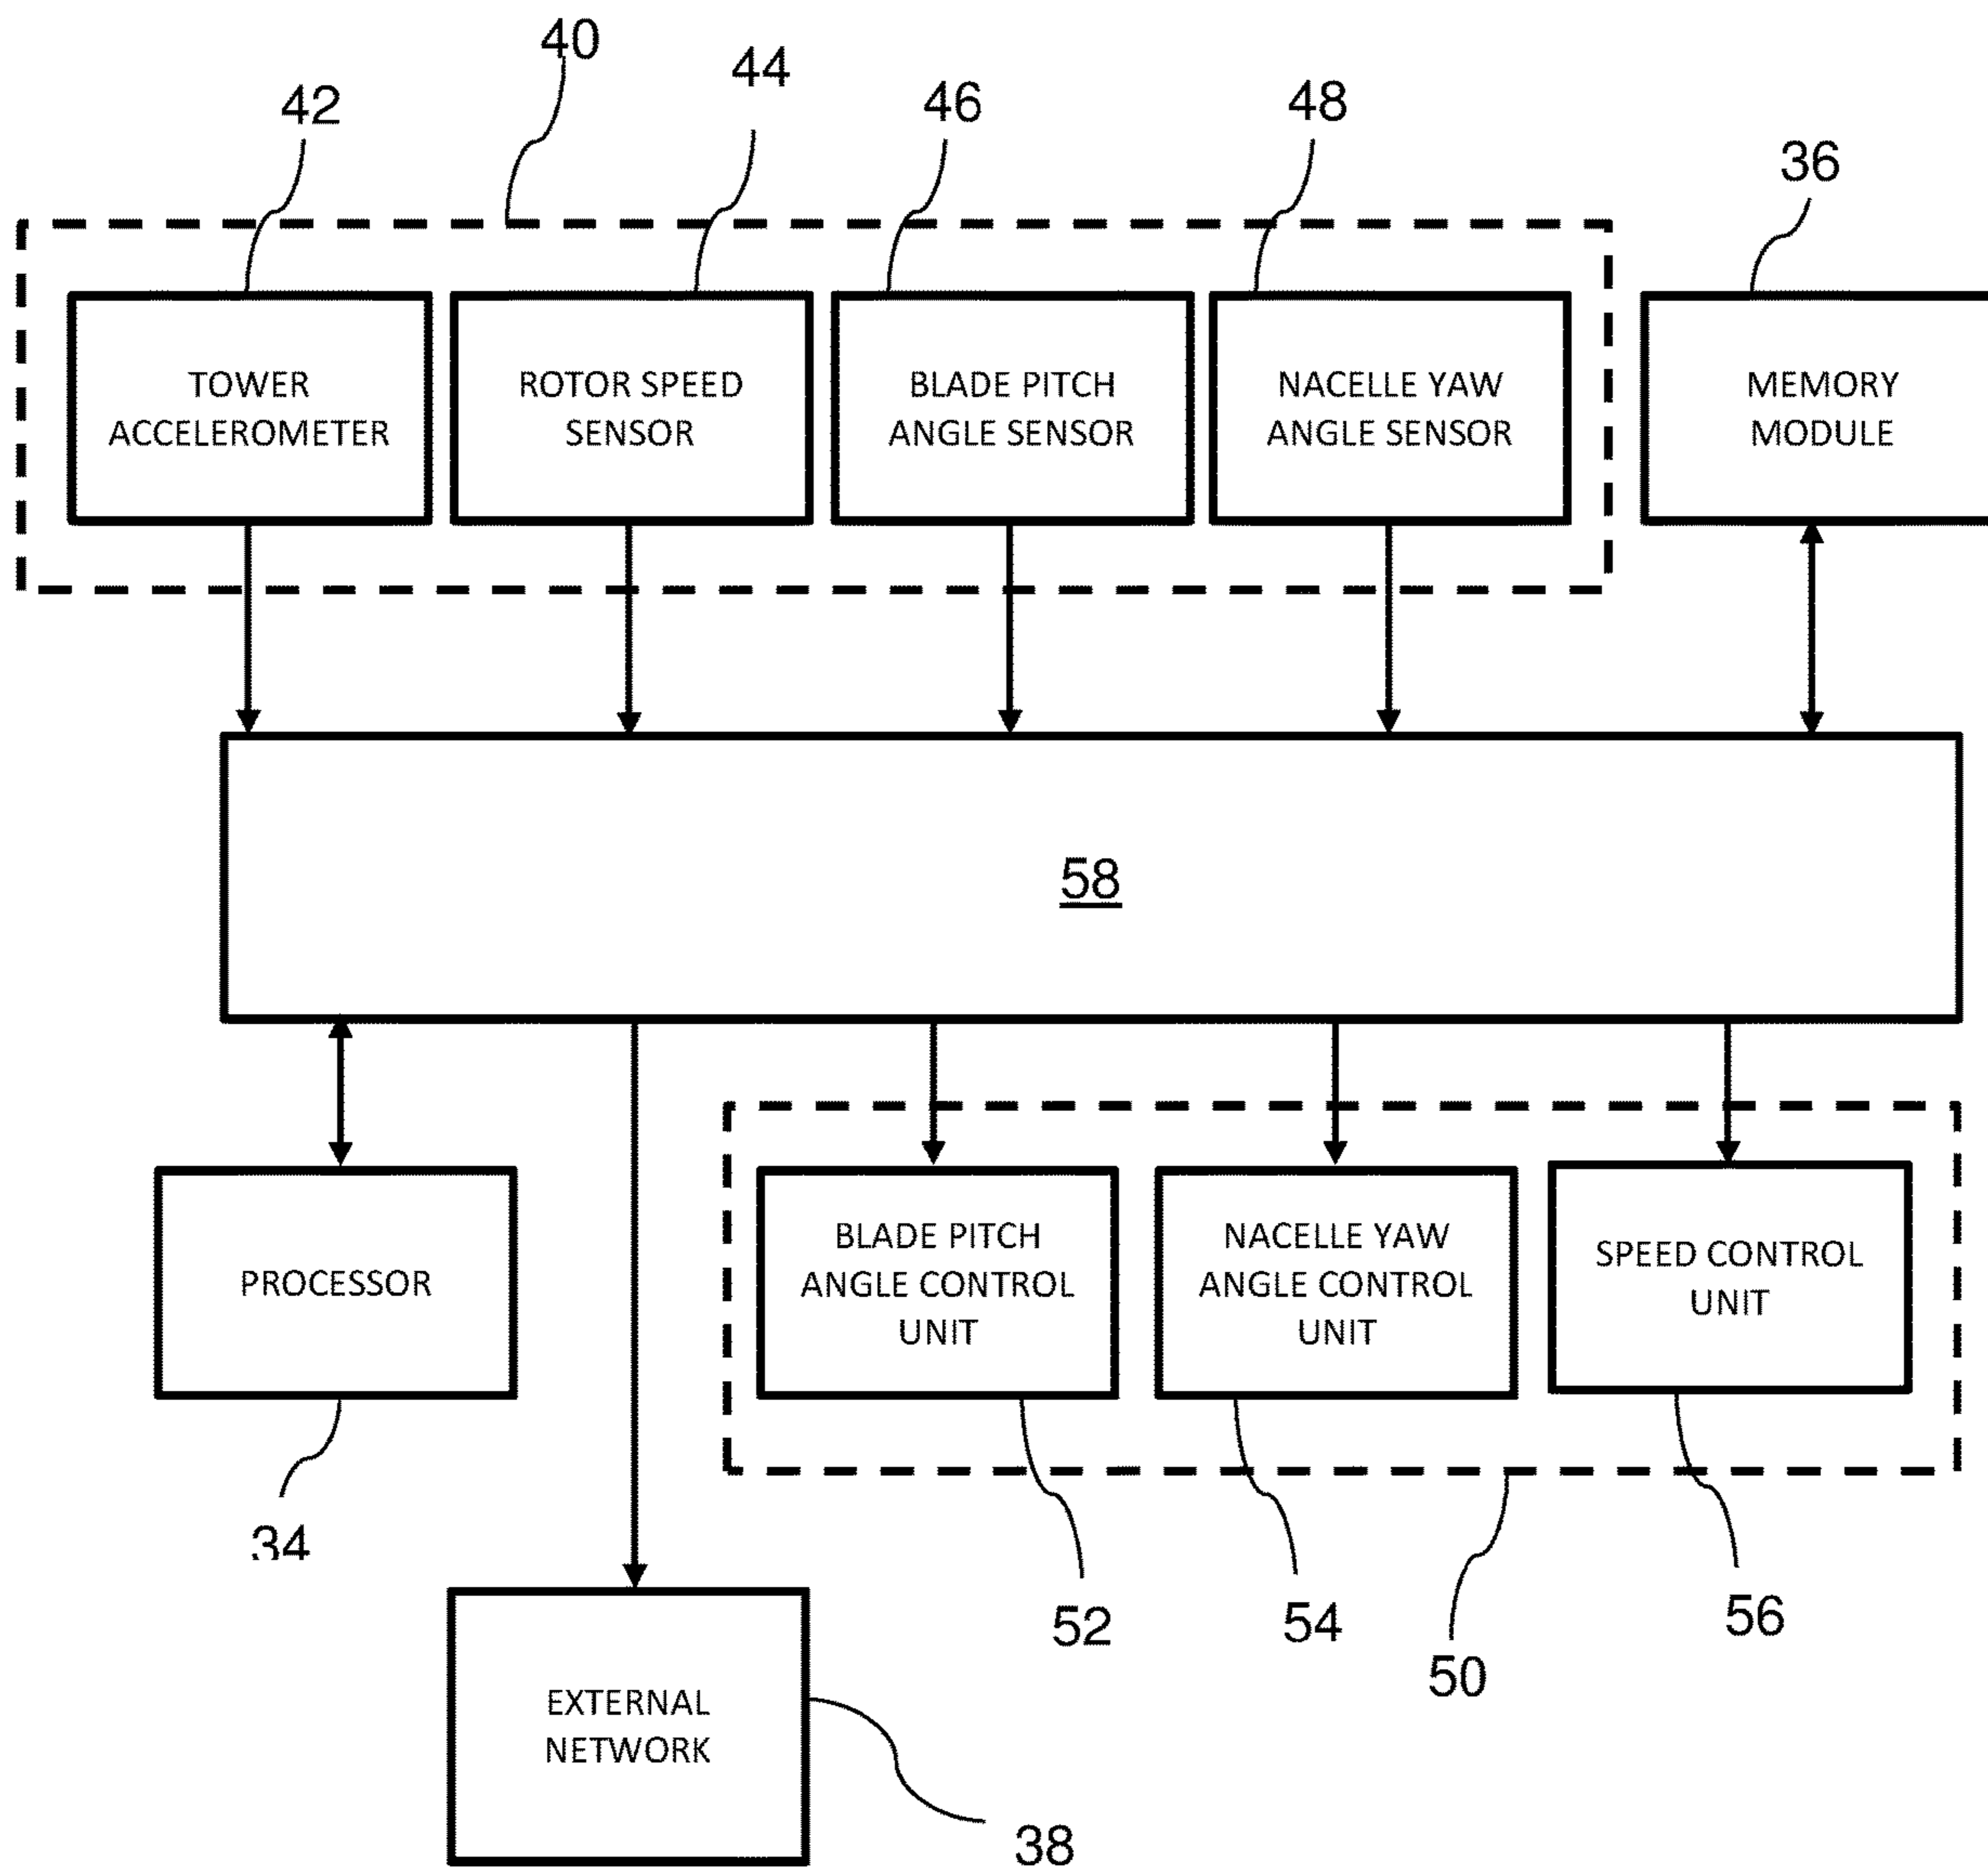 40
44
42
46
48
36
TOWER
ACCELEROMETER
ROTOR SPEED
SENSOR
BLADE PITCH
ANGLE SENSOR
NACELLE YAW
ANGLE SENSOR
MEMORY
MODULE
58
PROCESSOR
BLADE PITCH
ANGLE CONTROL
UNIT
NACELLE YAW
ANGLE CONTROL
UNIT
SPEED CONTROL
UNIT
34
52
54
56
50
EXTERNAL
NETWORK
38